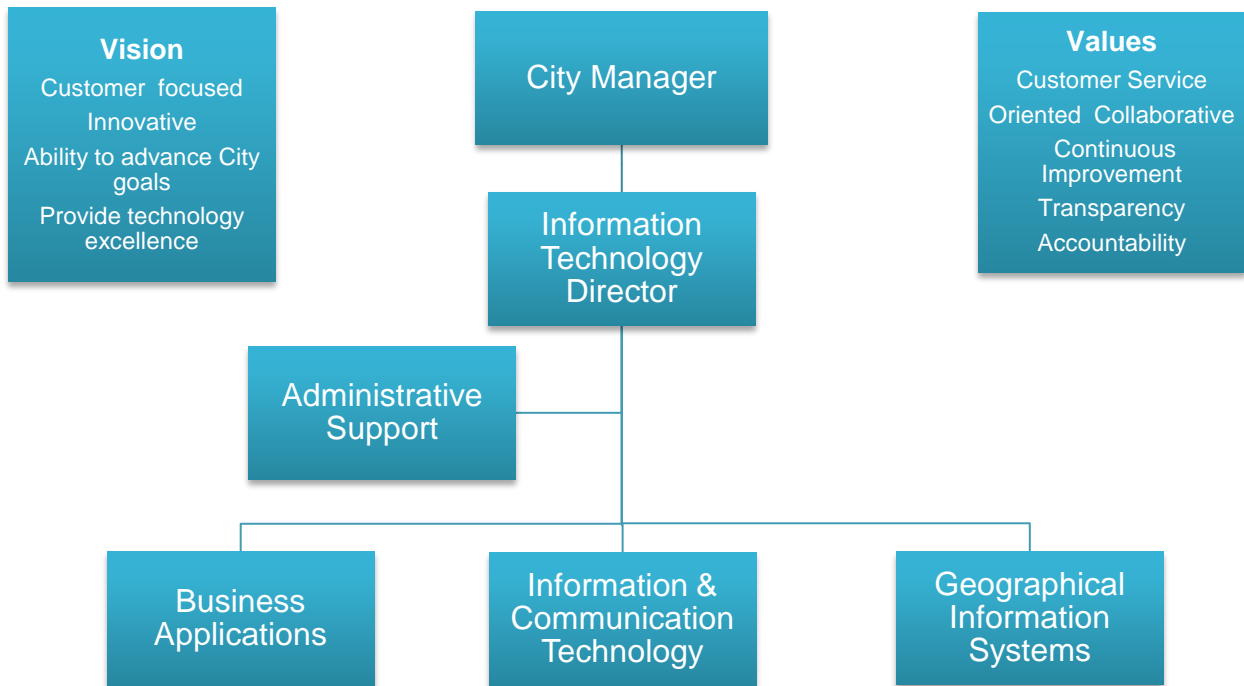 Vision
Customer focused
Innovative
Ability to advance City
goals
Provide technology
excellence
City Manager
Values
Customer Service
Oriented Collaborative
Continuous
Improvement
Transparency
Accountability
Information
Technology
Director
Administrative
Support
Business
Applications
Information &
Communication
Technology
Geographical
Information
Systems